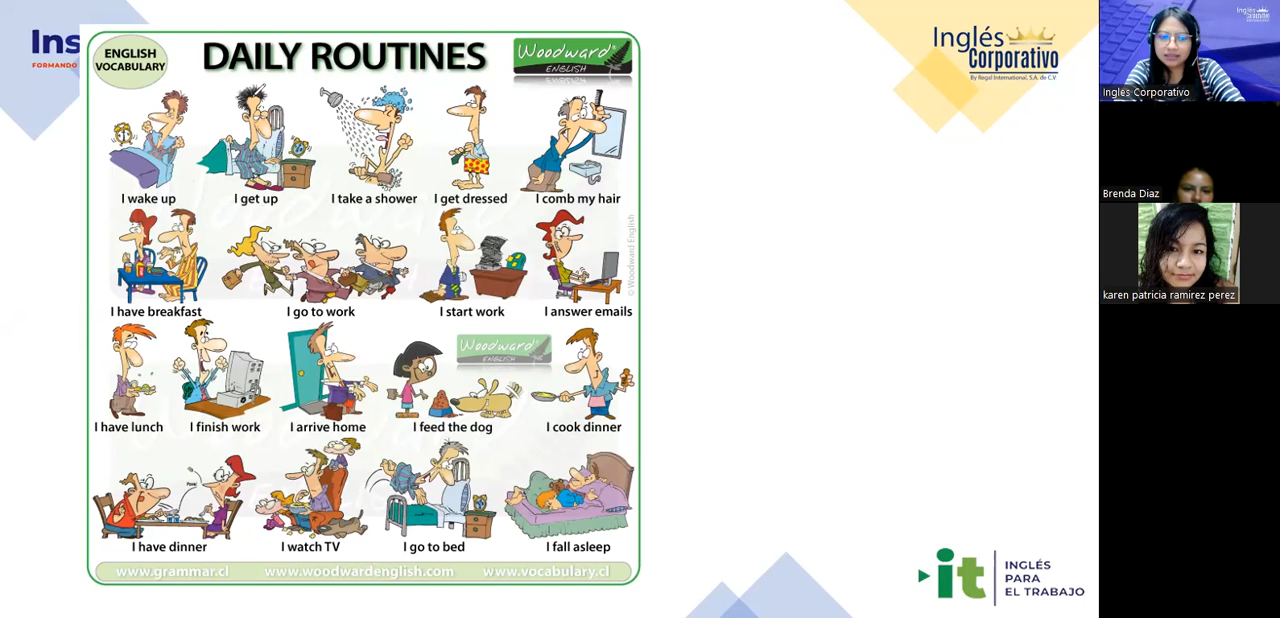 Ins
FORMANDO
ENGLISH
VOCABULARY
DAILY ROUTINES
Woodward®
ENGLISH
I wake up
I get up
I take a shower
I get dressed
I comb my hair
I have breakfast
I go to work
I start work
I answer emails
© Woodward English
I have lunch
I finish work
I arrive home
I feed the dog
I cook dinner
Woodward®
ENGLISH
I have dinner
I watch TV
I go to bed
I fall asleep
www.grammar.cl
www.woodwardenglish.com
www.vocabulary.cl
Inglés
Corporativo
By Regal International, S.A. de C.V
it
INGLÉS
PARA
EL TRABAJO
Inglés
Ingles Corporativo
Brenda Diaz
karen patricia ramirez perez